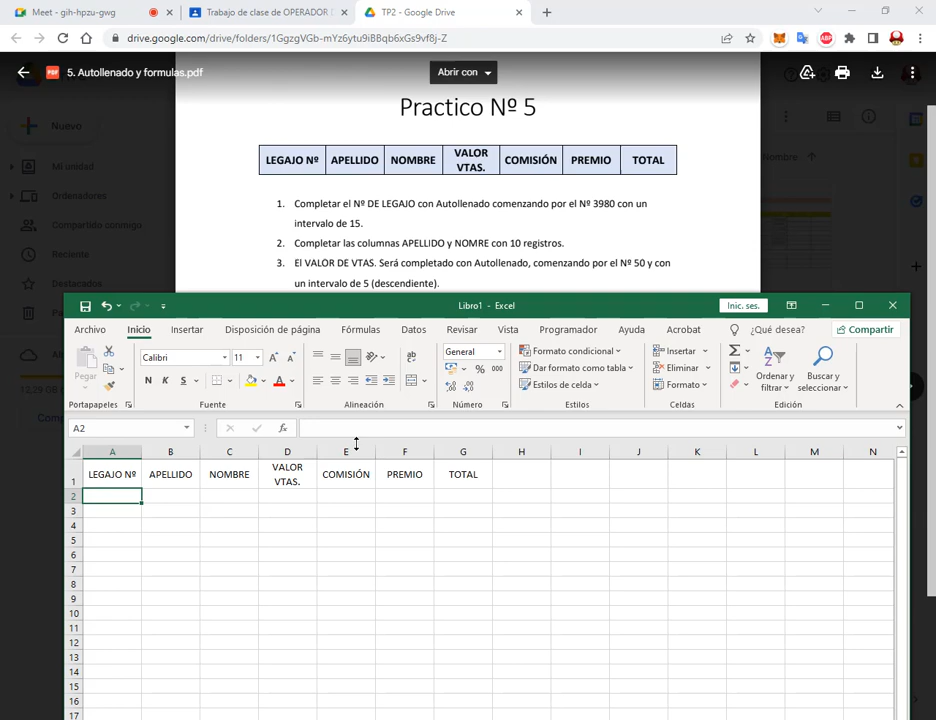 Meet - gih-hpzu-gwg
Trabajo de clase de OPERADOR
TP2 - Google Drive
drive.google.com/drive/folders/1GgzgVGb-mYz6ytu9iBBqb6xGs9vf8j-Z
PDF 5. Autollenado y formulas.pdf
Abrir con
Nuevo
Mi unidad
Ordenadores
Compartido conmigo
Reciente
Destacados
Nombre
Practico Nº 5
LEGAJO Nº APELLIDO NOMBRE VALOR VTAS. COMISIÓN PREMIO TOTAL
1. Completar el Nº DE LEGAJO con Autollenado comenzando por el Nº 3980 con un
intervalo de 15.
2. Completar las columnas APELLIDO y NOMRE con 10 registros.
3. El VALOR DE VTAS. Será completado con Autollenado, comenzando por el Nº 50 y con
un intervalo de 5 (descendiente).
Libro1 - Excel
Inic. ses.
Archivo Inicio Insertar Disposición de página Fórmulas Datos Revisar Vista Programador Ayuda Acrobat ¿Qué desea? Compartir
Pegar
Calibri 11
N K S
General
% 000
Formato condicional
Dar formato como tabla
Estilos de celda
Insertar
Eliminar
Formato
Ordenar y filtrar
Buscar y seleccionar
Portapapeles Fuente Alineación Número Estilos Celdas Edición
A2
fx
A B C D E F G H I J K L M N
1 LEGAJO Nº APELLIDO NOMBRE VALOR VTAS. COMISIÓN PREMIO TOTAL
2
3
4
5
6
7
8
9
10
11
12
13
14
15
16
17